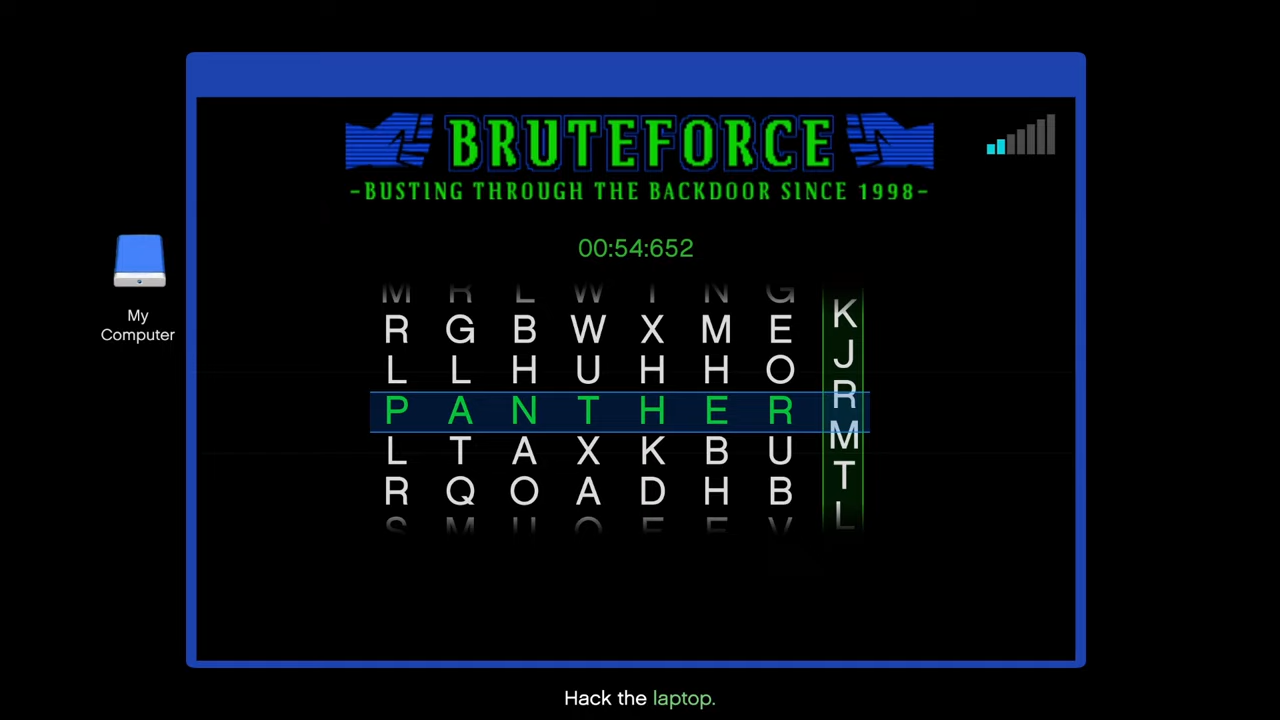 BRUTEFORCE
-BUSTING THROUGH THE BACKDOOR SINCE 1998-
00:54:652
My
Computer
K
R G B W X M E
J
L L H U H H O
R
P A N T H E R
M
L T A X K B U
T
R Q O A D H B
L
Hack the laptop.